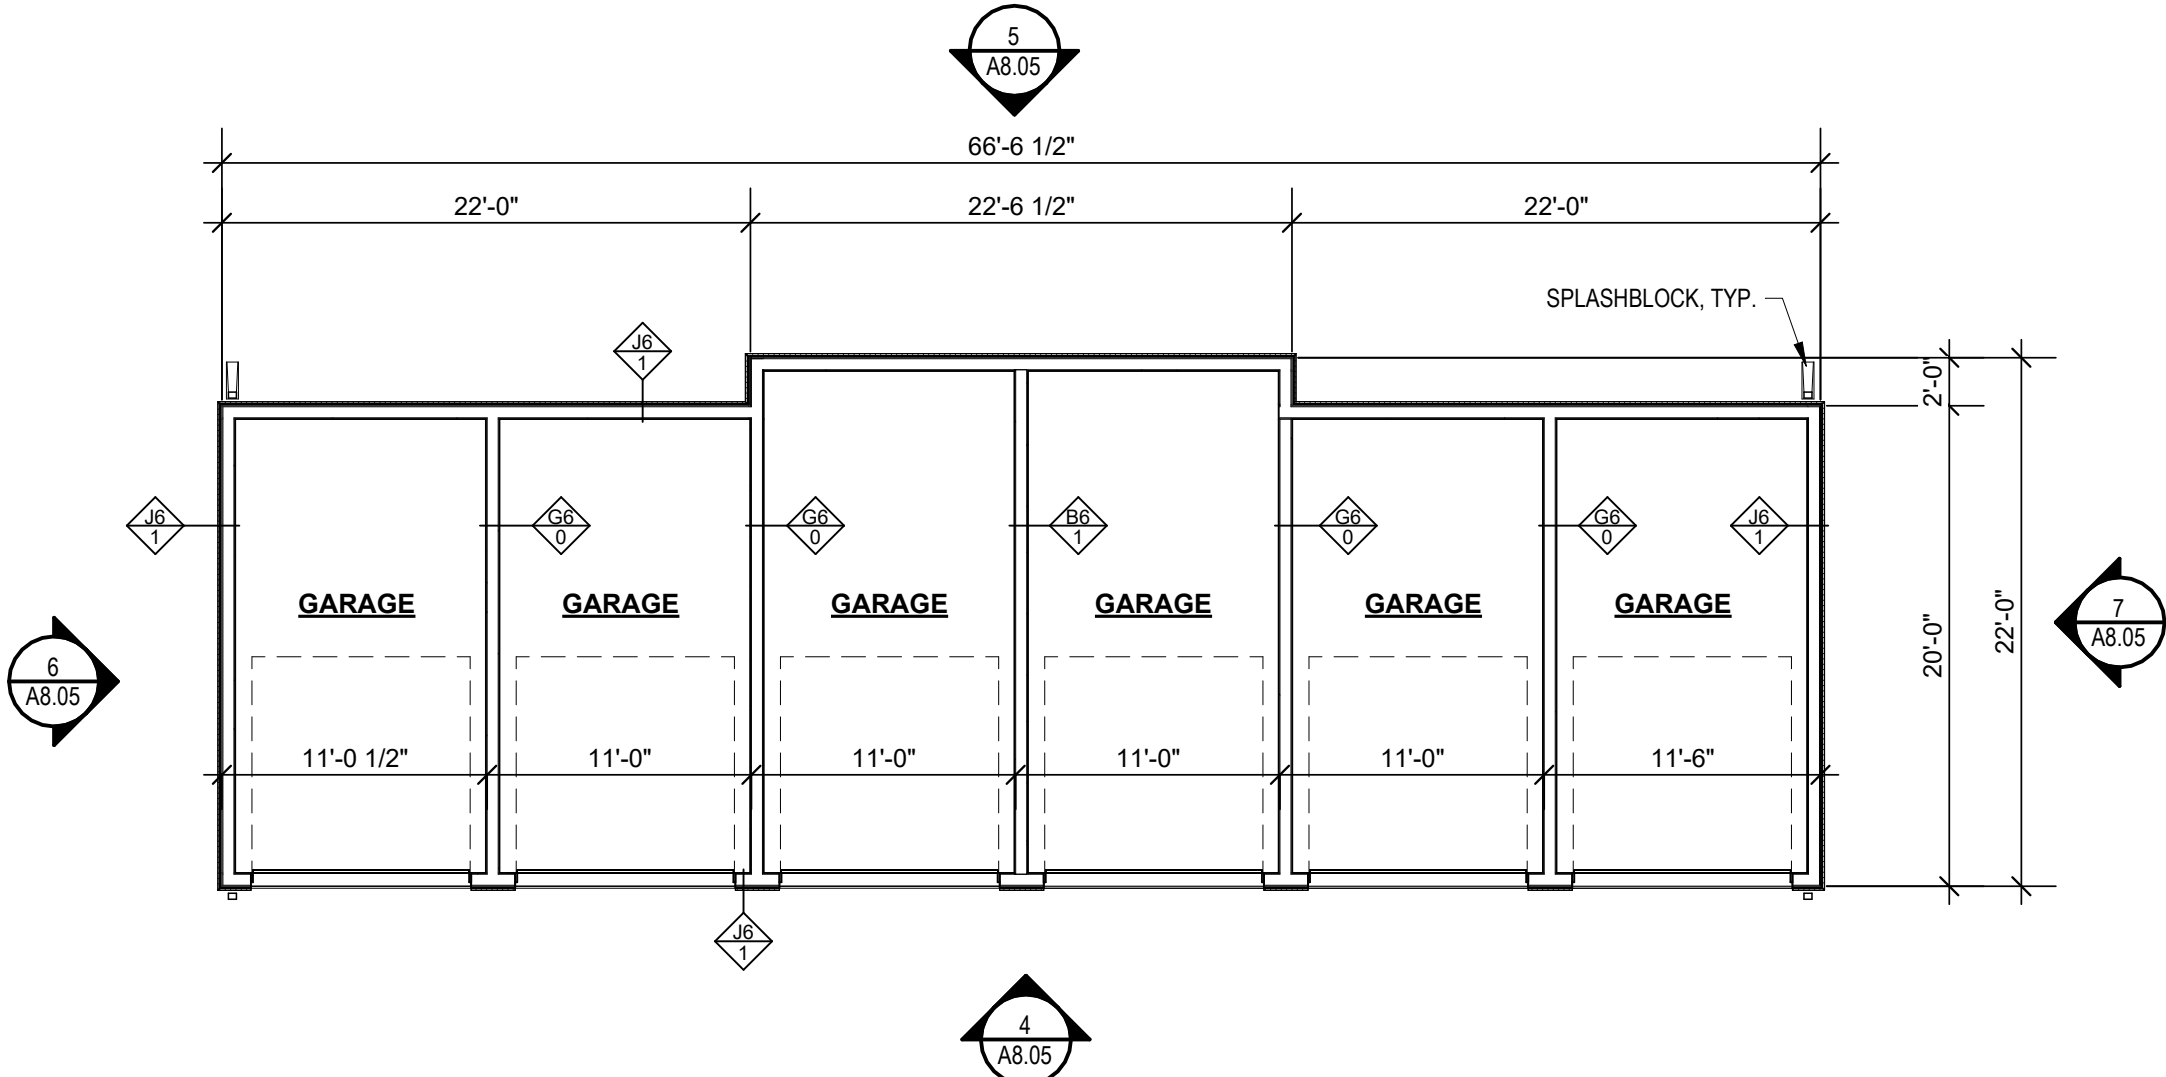 5
A8.05
66'-6 1/2"
22'-0"
22'-6 1/2"
22'-0"
SPLASHBLOCK, TYP.
J6
1
2'-0"
J6
1
G6
0
G6
0
B6
1
G6
0
G6
0
J6
1
GARAGE
GARAGE
GARAGE
GARAGE
GARAGE
GARAGE
20'-0"
22'-0"
7
A8.05
6
A8.05
11'-0 1/2"
11'-0"
11'-0"
11'-0"
11'-0"
11'-6"
J6
1
4
A8.05